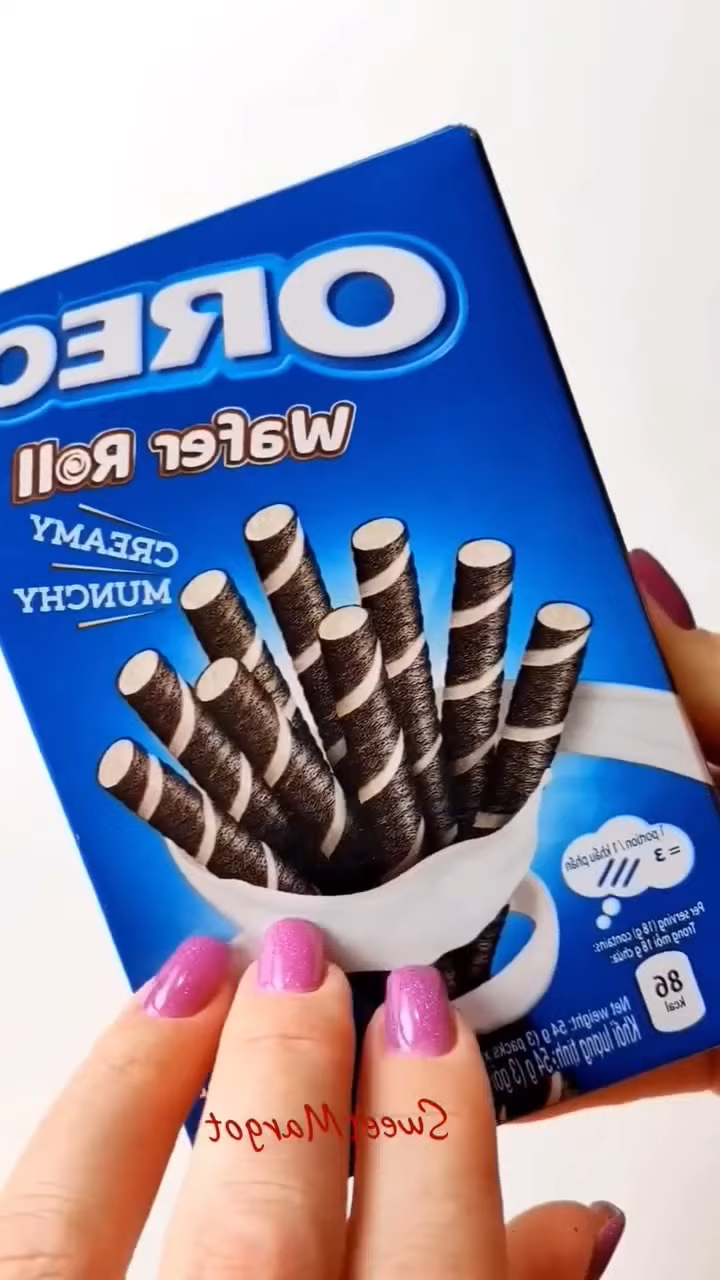 OREO
Wafer Roll
CREAMY
MUNCHY
1 portion / 1 khẩu phần
= 3
Per serving (18 g) contains:
Trong mỗi 18 g chứa:
86
kcal
Net weight: 54 g (3 packs x
Khối lượng tịnh: 54 g (3 gói
SweetMargot